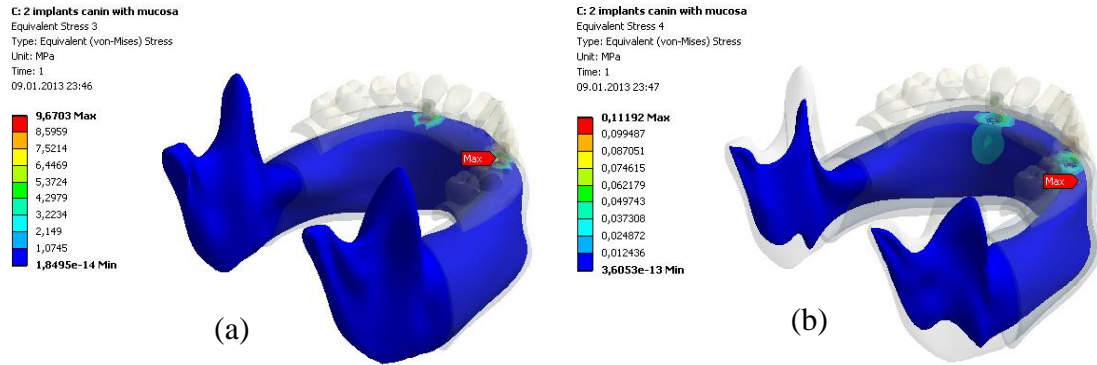 C: 2 implants canin with mucosa
Equivalent Stress 3
Type: Equivalent (von-Mises) Stress
Unit: MPa
Time: 1
09.01.2013 23:46
9,6703 Max
8,5959
7,5214
6,4469
5,3724
4,2979
3,2234
2,149
1,0745
1,8495e-14 Min
Max
(a)
C: 2 implants canin with mucosa
Equivalent Stress 4
Type: Equivalent (von-Mises) Stress
Unit: MPa
Time: 1
09.01.2013 23:47
0,11192 Max
0,099487
0,087051
0,074615
0,062179
0,049743
0,037308
0,024872
0,012436
3,6053e-13 Min
Max
(b)